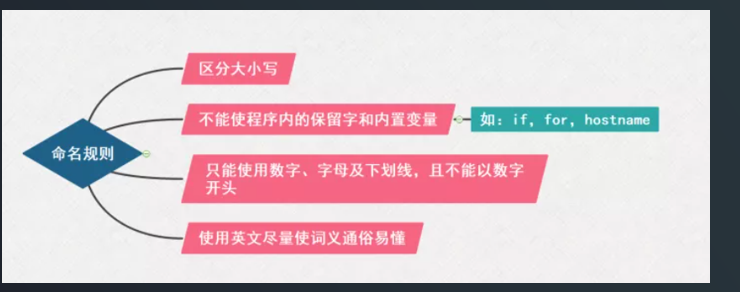 命名规则
区分大小写
不能使程序内的保留字和内置变量
如：if, for, hostname
只能使用数字、字母及下划线，且不能以数字
开头
使用英文尽量使词义通俗易懂